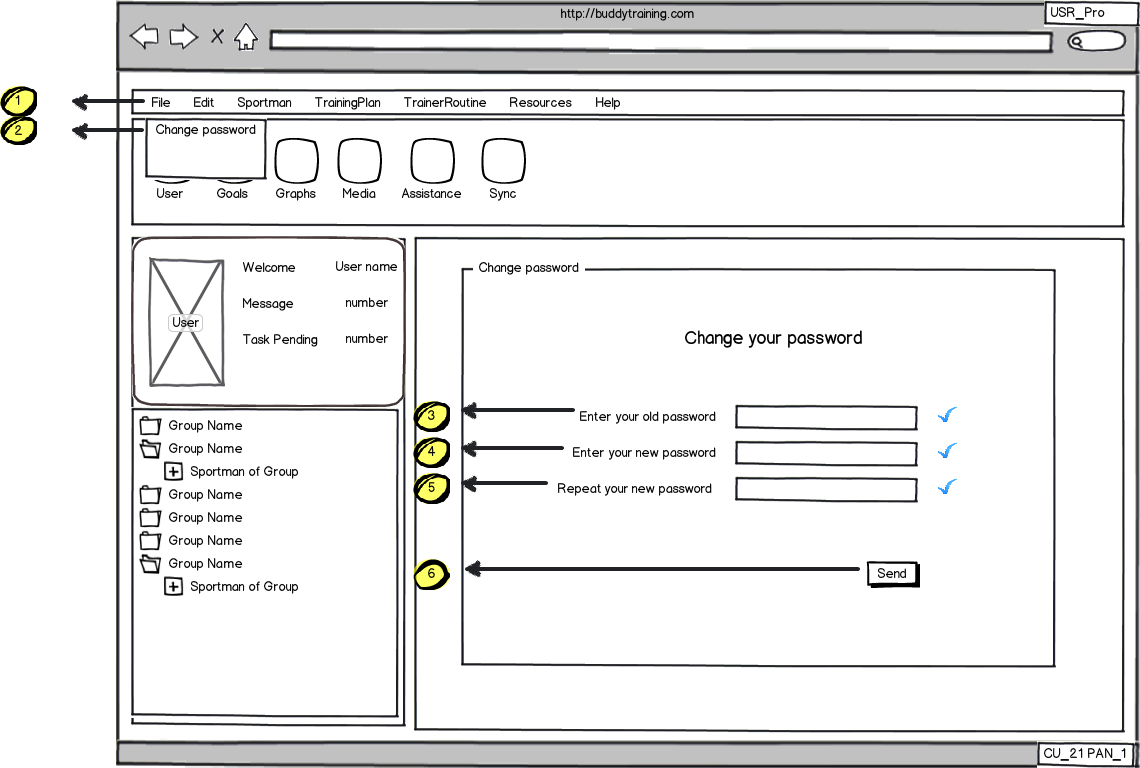 http://buddytraining.com
USR_Pro
1
File Edit Sportman TrainingPlan TrainerRoutine Resources Help
2
Change password
User Goals Graphs Media Assistance Sync
User
Welcome User name
Message number
Task Pending number
Group Name
Group Name
Sportman of Group
Group Name
Group Name
Group Name
Group Name
Sportman of Group
Change password
Change your password
3 Enter your old password
4 Enter your new password
5 Repeat your new password
6 Send
CU_21 PAN_1